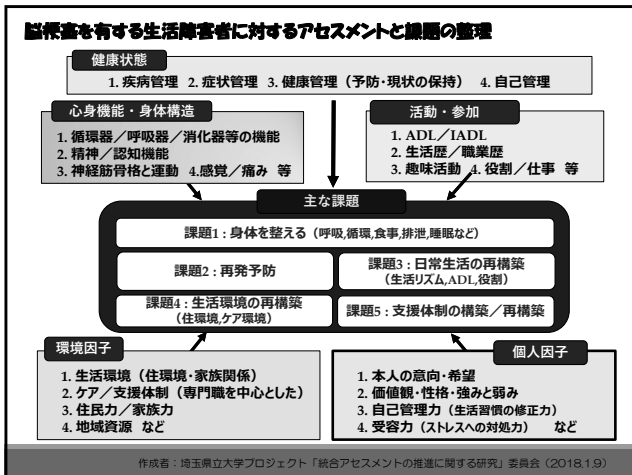 脳梗塞を有する生活障害者に対するアセスメントと課題の整理
健康状態
1. 疾病管理 2. 症状管理 3. 健康管理（予防・現状の保持） 4. 自己管理
心身機能・身体構造
1. 循環器／呼吸器／消化器等の機能
2. 精神／認知機能
3. 神経筋骨格と運動 4.感覚／痛み 等
活動・参加
1. ADL／IADL
2. 生活歴／職業歴
3. 趣味活動 4. 役割／仕事 等
主な課題
課題1：身体を整える（呼吸,循環,食事,排泄,睡眠など）
課題2：再発予防
課題3：日常生活の再構築
（生活リズム,ADL,役割）
課題4：生活環境の再構築
（住環境,ケア環境）
課題5：支援体制の構築／再構築
環境因子
1. 生活環境（住環境・家族関係）
2. ケア／支援体制（専門職を中心とした）
3. 住民力／家族力
4. 地域資源 など
個人因子
1. 本人の意向・希望
2. 価値観・性格・強みと弱み
3. 自己管理力（生活習慣の修正力）
4. 受容力（ストレスへの対処力） など
作成者：埼玉県立大学プロジェクト「統合アセスメントの推進に関する研究」委員会（2018.1.9）